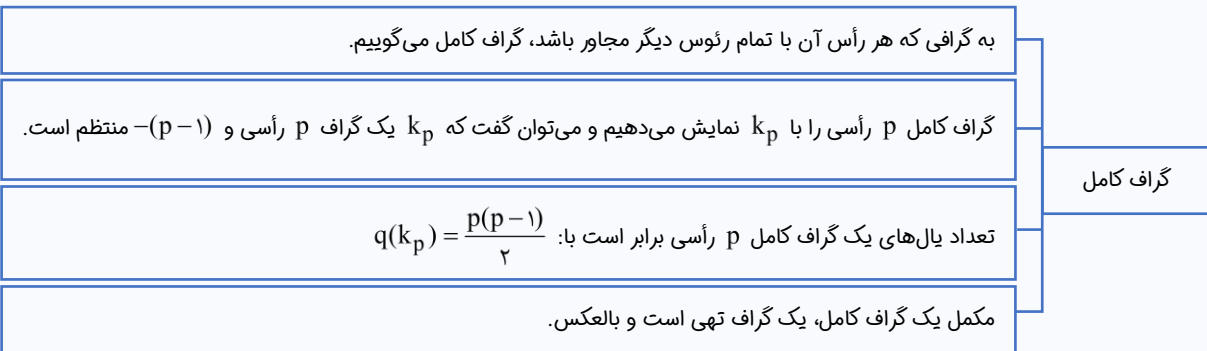 به گرافی که هر رأس آن با تمام رئوس دیگر مجاور باشد، گراف کامل می‌گوییم.
گراف کامل p رأسی را با k_p نمایش می‌دهیم و می‌توان گفت که k_p یک گراف p رأسی و (p−۱)− منتظم است.
گراف کامل
تعداد یال‌های یک گراف کامل p رأسی برابر است با: q(k_p) = p(p−۱)/۲
مکمل یک گراف کامل، یک گراف تهی است و بالعکس.